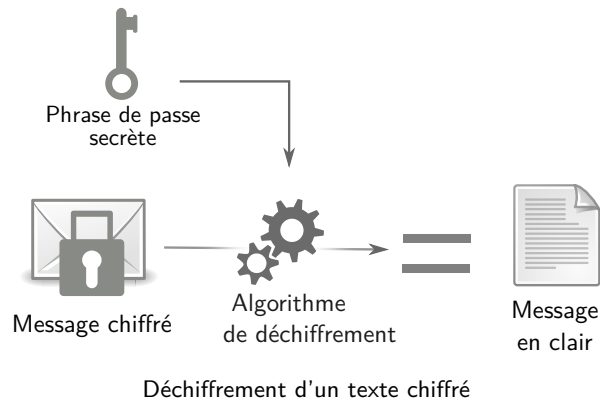 Phrase de passe
secrète
Message chiffré
Algorithme
de déchiffrement
Message
en clair
Déchiffrement d'un texte chiffré